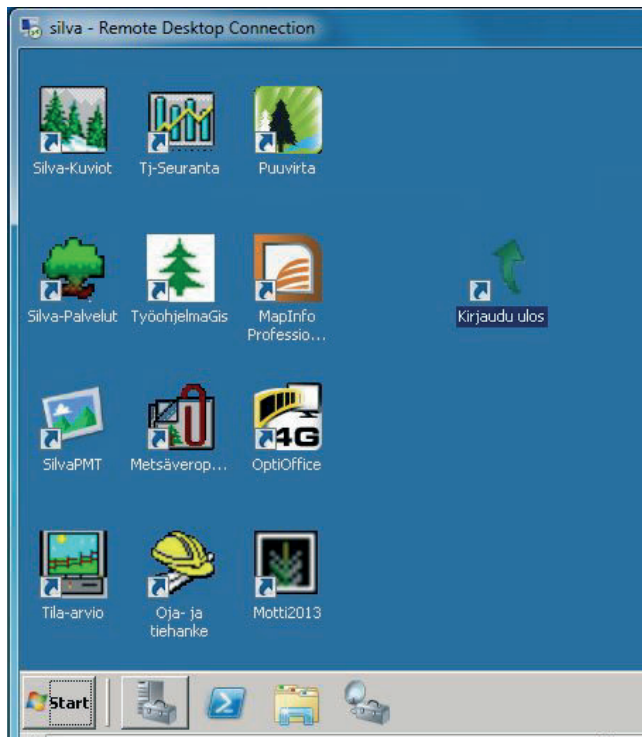 silva - Remote Desktop Connection
Silva-Kuviot Tj-Seuranta Puuvirta
Silva-Palvelut TyöohjelmaGis MapInfo
Professio...
Kirjaudu ulos
SilvaPMT Metsäverop... OptiOffice
4G
Tila-arvio Oja- ja
tiehanke
Motti2013
Start